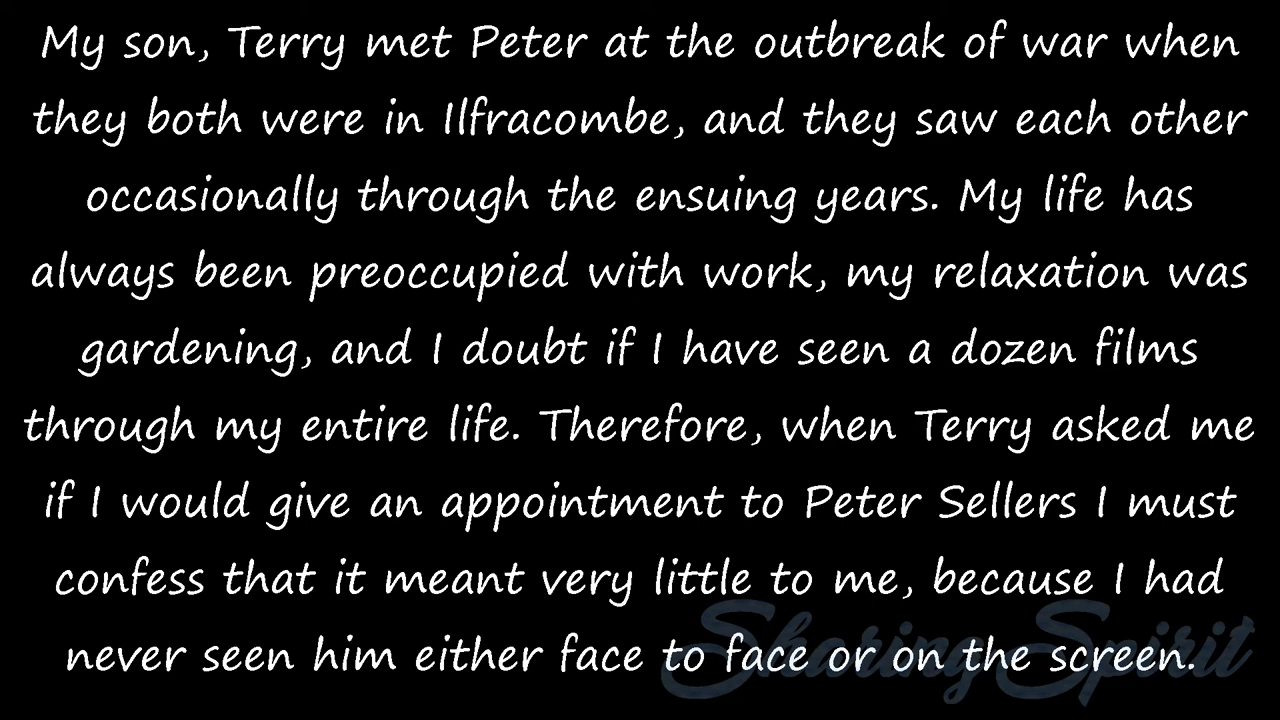 My son, Terry met Peter at the outbreak of war when
they both were in Ilfracombe, and they saw each other
occasionally through the ensuing years. My life has
always been preoccupied with work, my relaxation was
gardening, and I doubt if I have seen a dozen films
through my entire life. Therefore, when Terry asked me
if I would give an appointment to Peter Sellers I must
confess that it meant very little to me, because I had
never seen him either face to face or on the screen.
Sharing Spirit